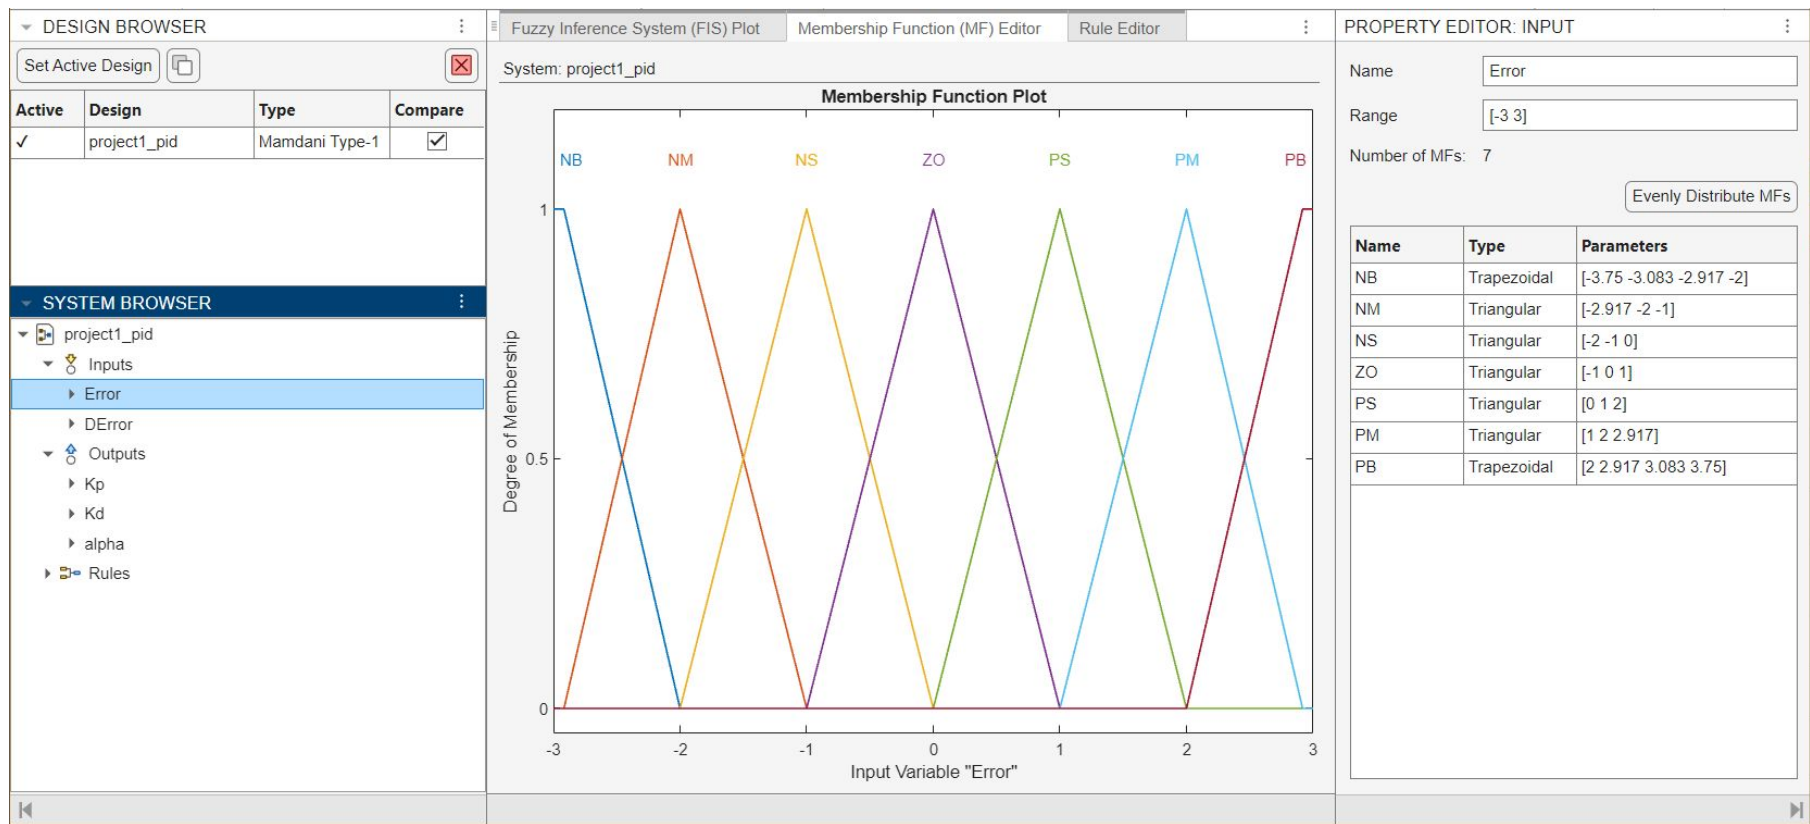 DESIGN BROWSER
Set Active Design
Active Design Type Compare
project1_pid Mamdani Type-1
SYSTEM BROWSER
project1_pid
Inputs
Error
DError
Outputs
Kp
Kd
alpha
Rules
Fuzzy Inference System (FIS) Plot Membership Function (MF) Editor Rule Editor
System: project1_pid
Membership Function Plot
NB NM NS ZO PS PM PB
1
0.5
0
Degree of Membership
-3 -2 -1 0 1 2 3
Input Variable "Error"
PROPERTY EDITOR: INPUT
Name Error
Range [-3 3]
Number of MFs: 7
Evenly Distribute MFs
Name Type Parameters
NB Trapezoidal [-3.75 -3.083 -2.917 -2]
NM Triangular [-2.917 -2 -1]
NS Triangular [-2 -1 0]
ZO Triangular [-1 0 1]
PS Triangular [0 1 2]
PM Triangular [1 2 2.917]
PB Trapezoidal [2 2.917 3.083 3.75]